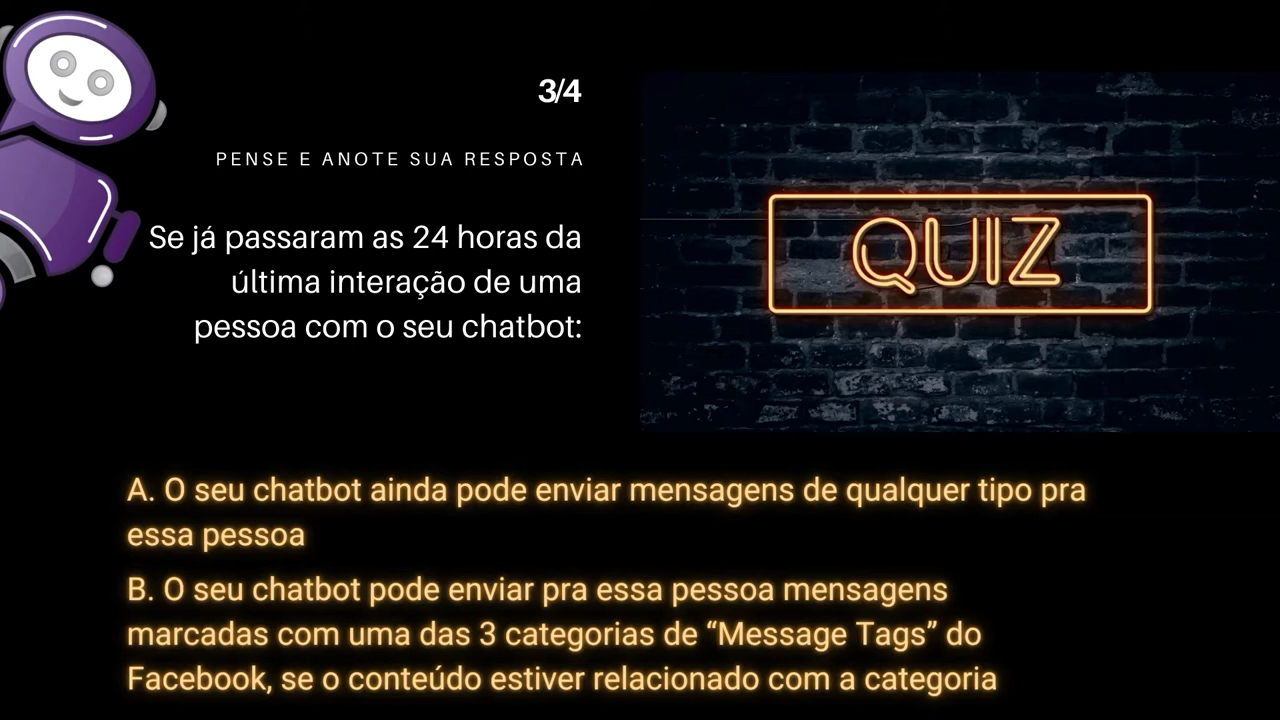 3/4
PENSE E ANOTE SUA RESPOSTA
Se já passaram as 24 horas da
última interação de uma
pessoa com o seu chatbot:
QUIZ
A. O seu chatbot ainda pode enviar mensagens de qualquer tipo pra
essa pessoa
B. O seu chatbot pode enviar pra essa pessoa mensagens
marcadas com uma das 3 categorias de “Message Tags” do
Facebook, se o conteúdo estiver relacionado com a categoria